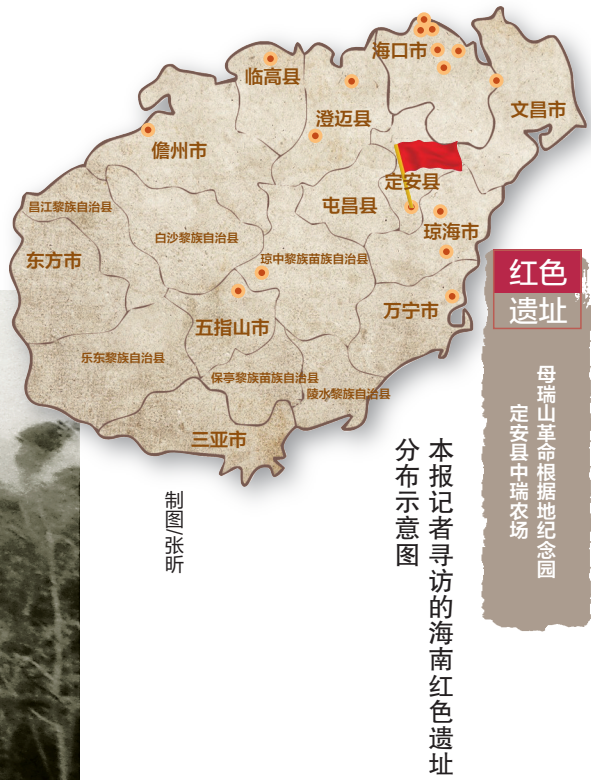 海口市
临高县
澄迈县
文昌市
儋州市
定安县
屯昌县
昌江黎族自治县
琼海市
白沙黎族自治县
东方市
琼中黎族苗族自治县
万宁市
五指山市
乐东黎族自治县
保亭黎族苗族自治县
陵水黎族自治县
三亚市
红色
遗址
母瑞山革命根据地纪念园
定安县中瑞农场
本报记者寻访的海南红色遗址
分布示意图
制图/张昕